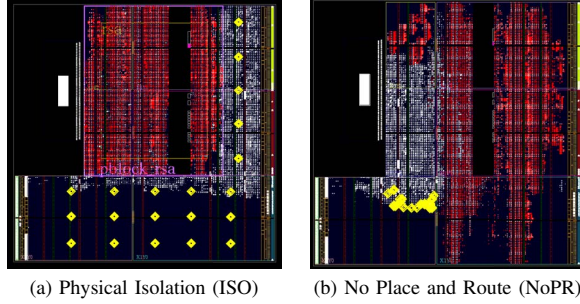 pblock_rsa
(a) Physical Isolation (ISO)
(b) No Place and Route (NoPR)